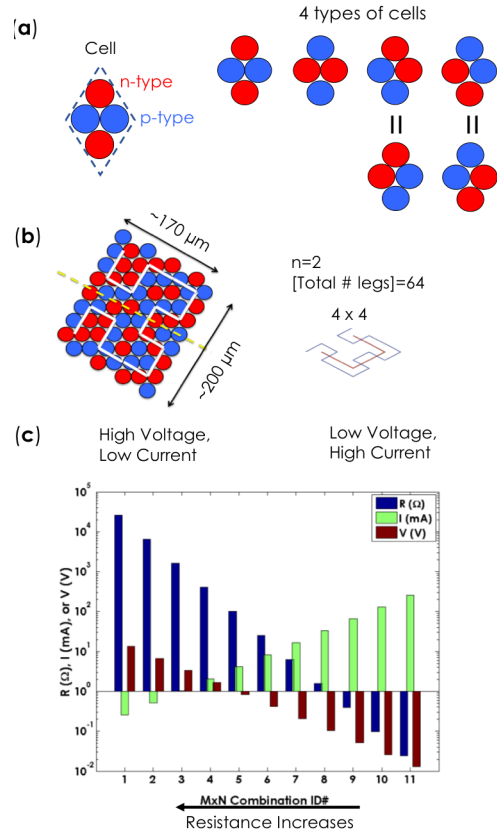 (a)
4 types of cells
Cell
n-type
p-type
=
=
(b)
~170 μm
~200 μm
n=2
[Total # legs]=64
4 x 4
(c)
High Voltage,
Low Current
Low Voltage,
High Current
R (Ω)
I (mA)
V (V)
R (Ω), I (mA), or V (V)
10^5
10^4
10^3
10^2
10^1
10^0
10^-1
10^-2
1 2 3 4 5 6 7 8 9 10 11
MxN Combination ID#
Resistance Increases